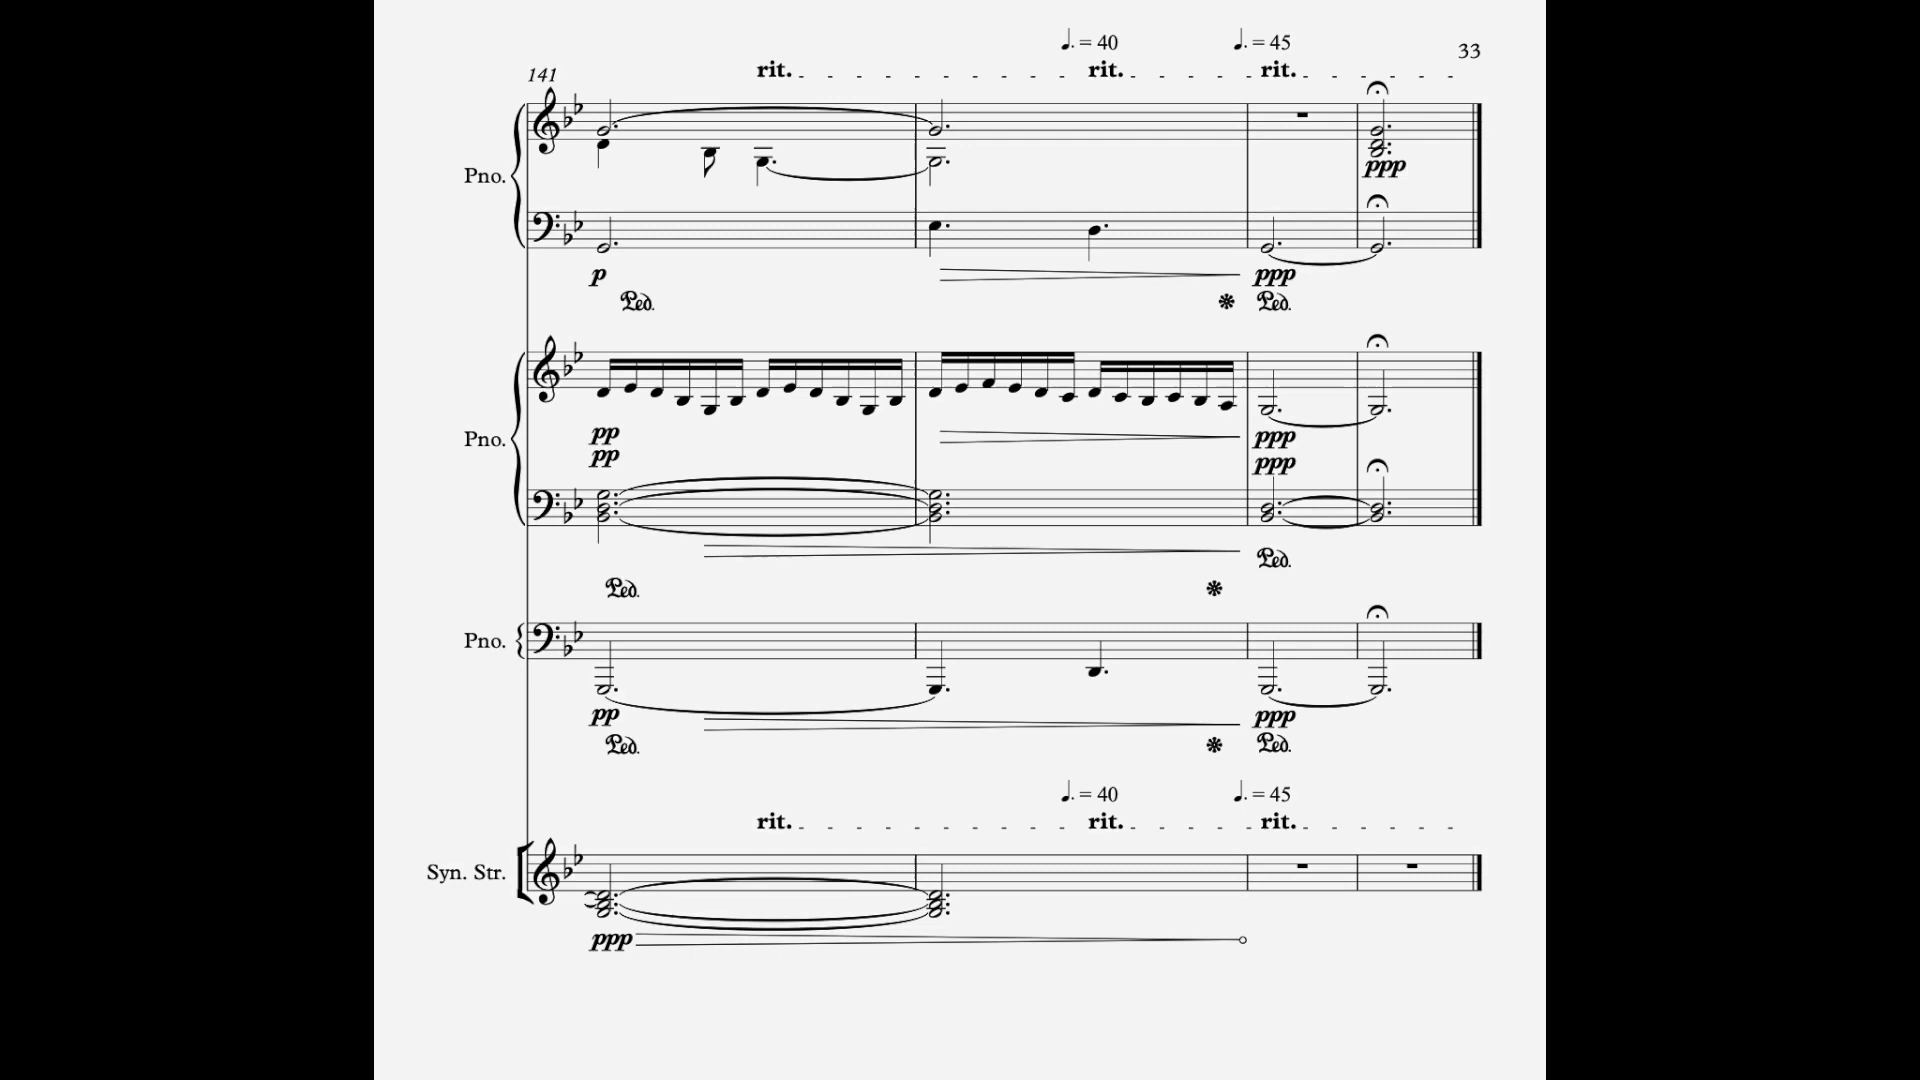 ♩. = 40 ♩. = 45
33
141 rit. rit. rit.
Pno.
ppp
p ppp
Ped. Ped.
Pno.
pp ppp
pp ppp
Ped.
Ped.
Pno.
pp ppp
Ped. Ped.
♩. = 40 ♩. = 45
rit. rit. rit.
Syn. Str.
ppp